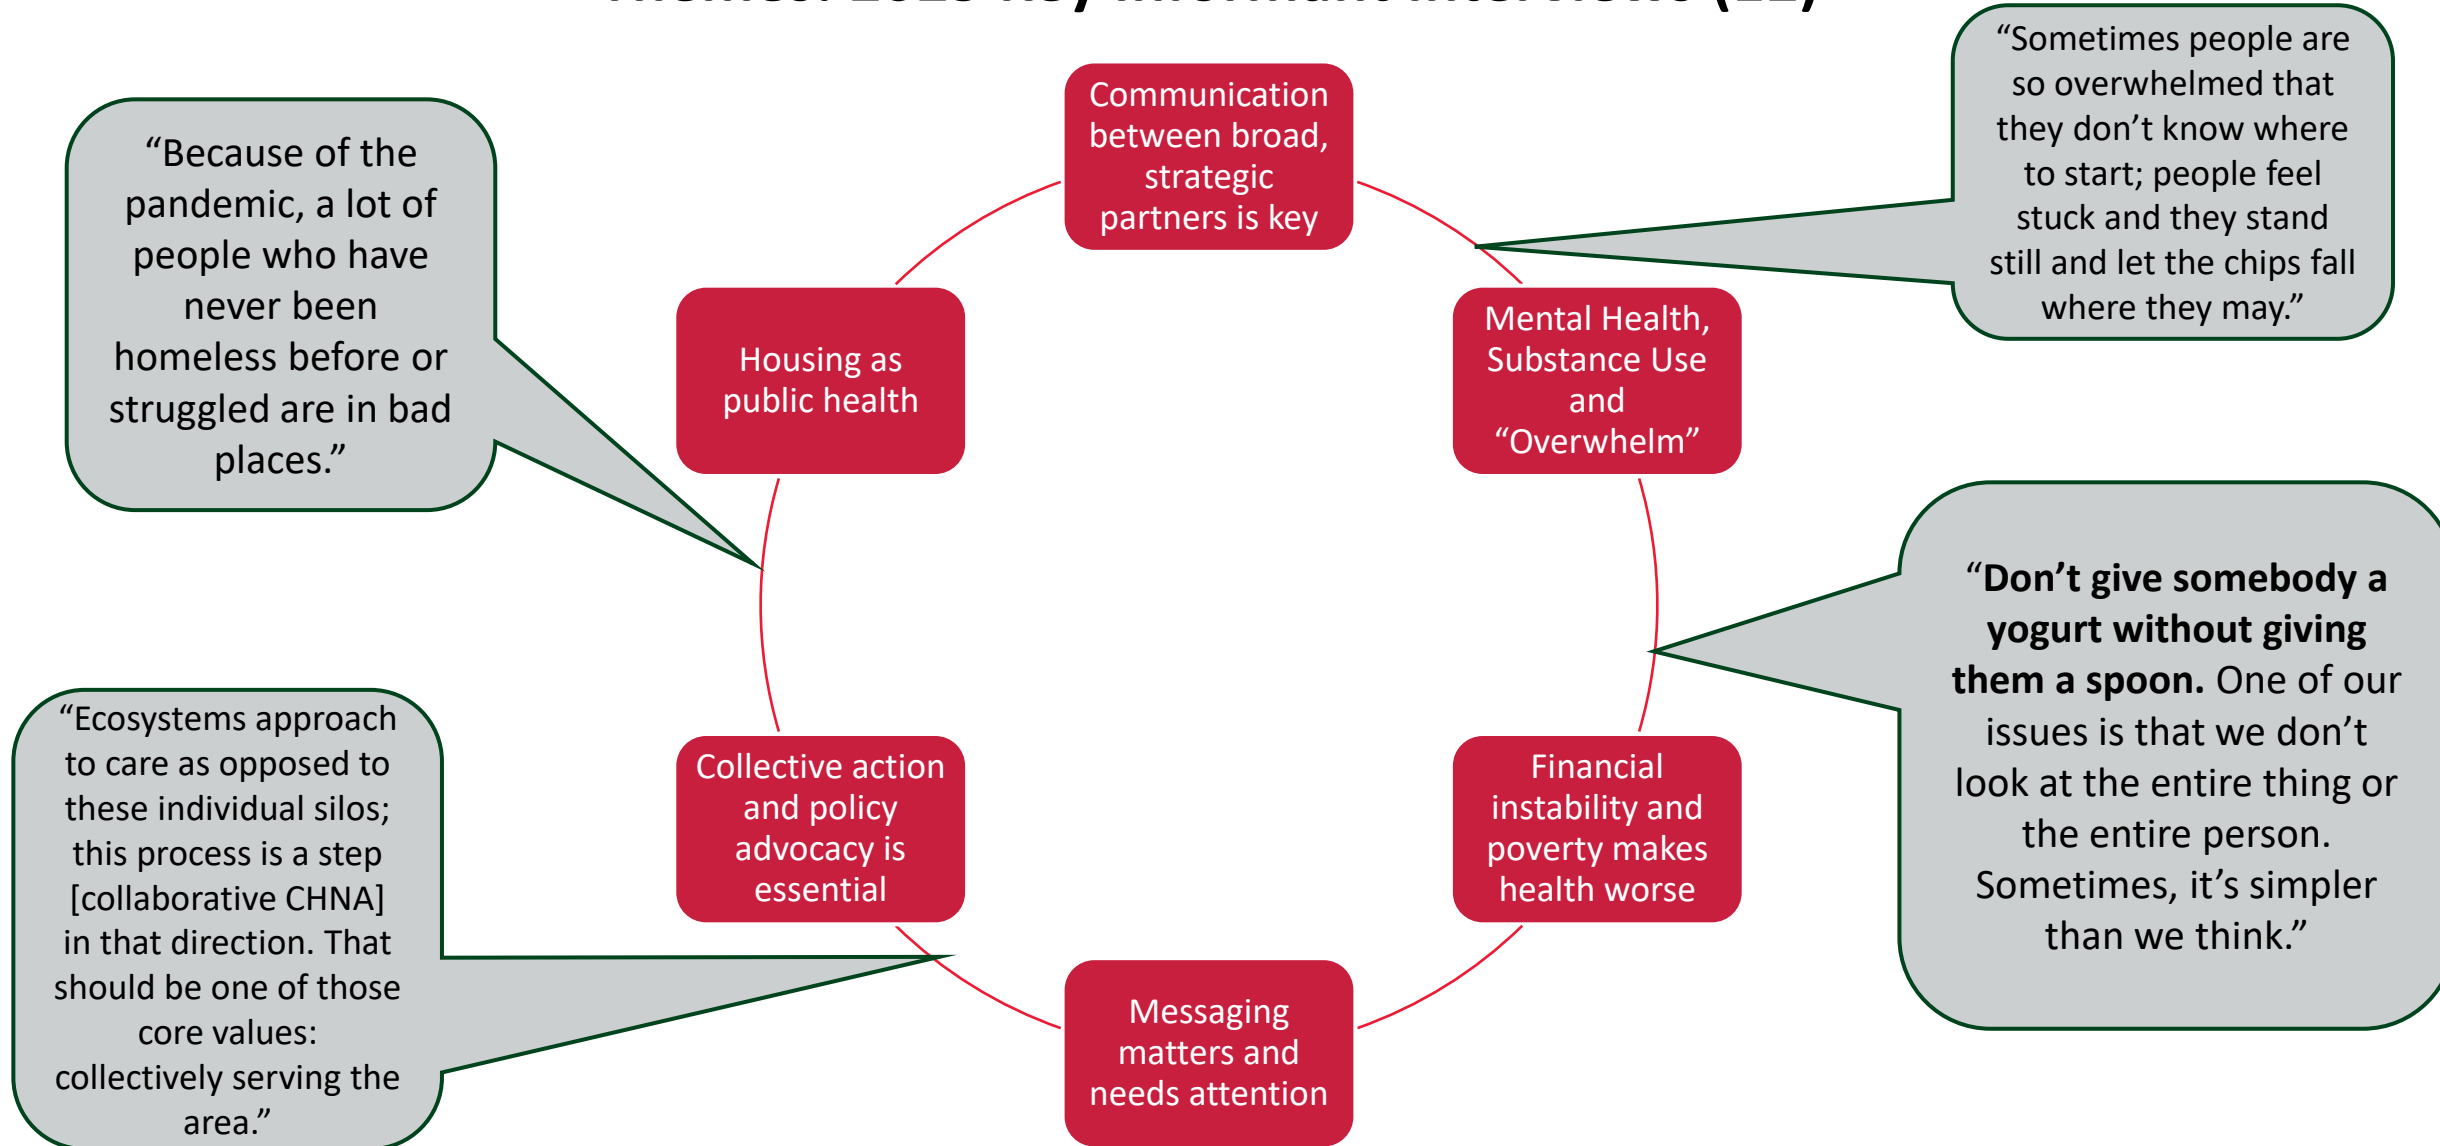 Communication
between broad,
strategic
partners is key
“Sometimes people are
so overwhelmed that
they don’t know where
to start; people feel
stuck and they stand
still and let the chips fall
where they may.”
“Because of the
pandemic, a lot of
people who have
never been
homeless before or
struggled are in bad
places.”
Housing as
public health
Mental Health,
Substance Use
and
“Overwhelm”
“Don’t give somebody a
yogurt without giving
them a spoon. One of our
issues is that we don’t
look at the entire thing or
the entire person.
Sometimes, it’s simpler
than we think.”
“Ecosystems approach
to care as opposed to
these individual silos;
this process is a step
[collaborative CHNA]
in that direction. That
should be one of those
core values:
collectively serving the
area.”
Collective action
and policy
advocacy is
essential
Financial
instability and
poverty makes
health worse
Messaging
matters and
needs attention